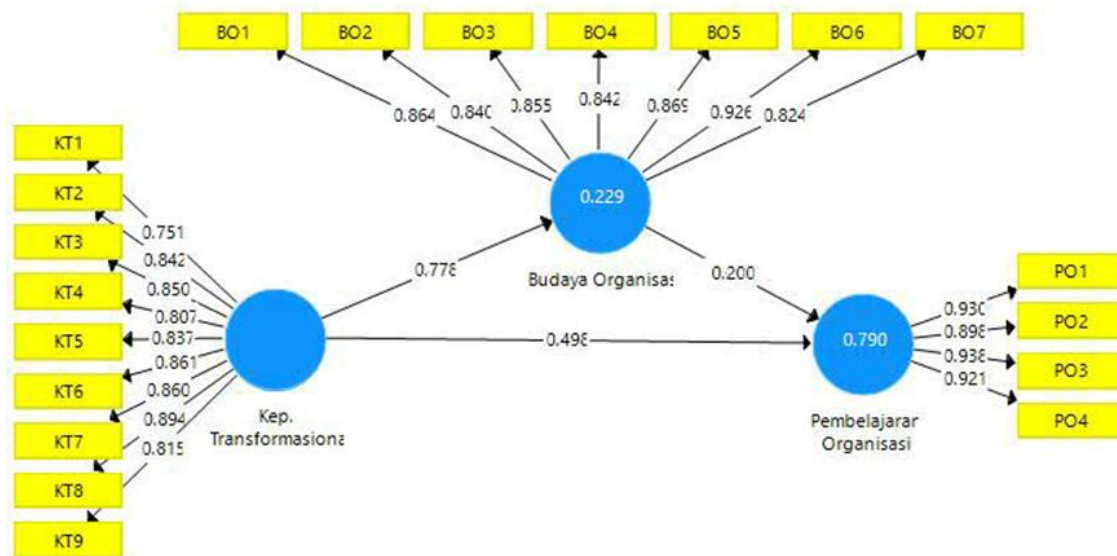 BO1
BO2
BO3
BO4
BO5
BO6
BO7
0.864
0.840
0.855
0.842
0.869
0.926
0.824
KT1
KT2
KT3
KT4
KT5
KT6
KT7
KT8
KT9
0.751
0.842
0.850
0.807
0.837
0.861
0.860
0.894
0.815
0.229
Budaya Organisas
0.778
0.200
0.498
Kep.
Transformasiona
0.790
Pembelajaran
Organisasi
0.930
0.898
0.938
0.921
PO1
PO2
PO3
PO4